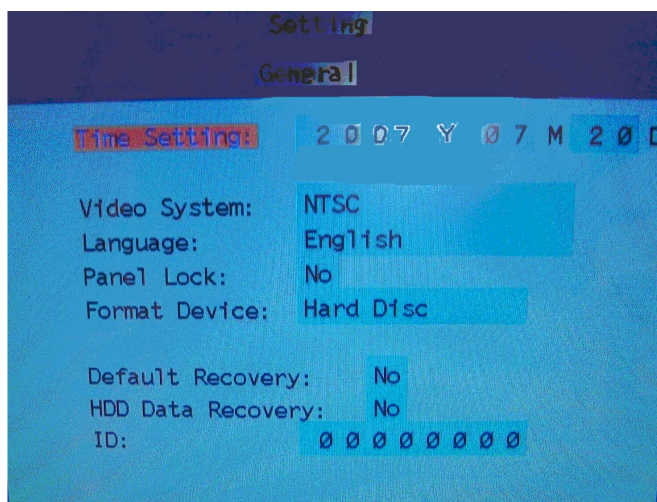 Setting
General
Time Setting: 2007 Y 07 M 20 D
Video System: NTSC
Language: English
Panel Lock: No
Format Device: Hard Disc
Default Recovery: No
HDD Data Recovery: No
ID: 00000000